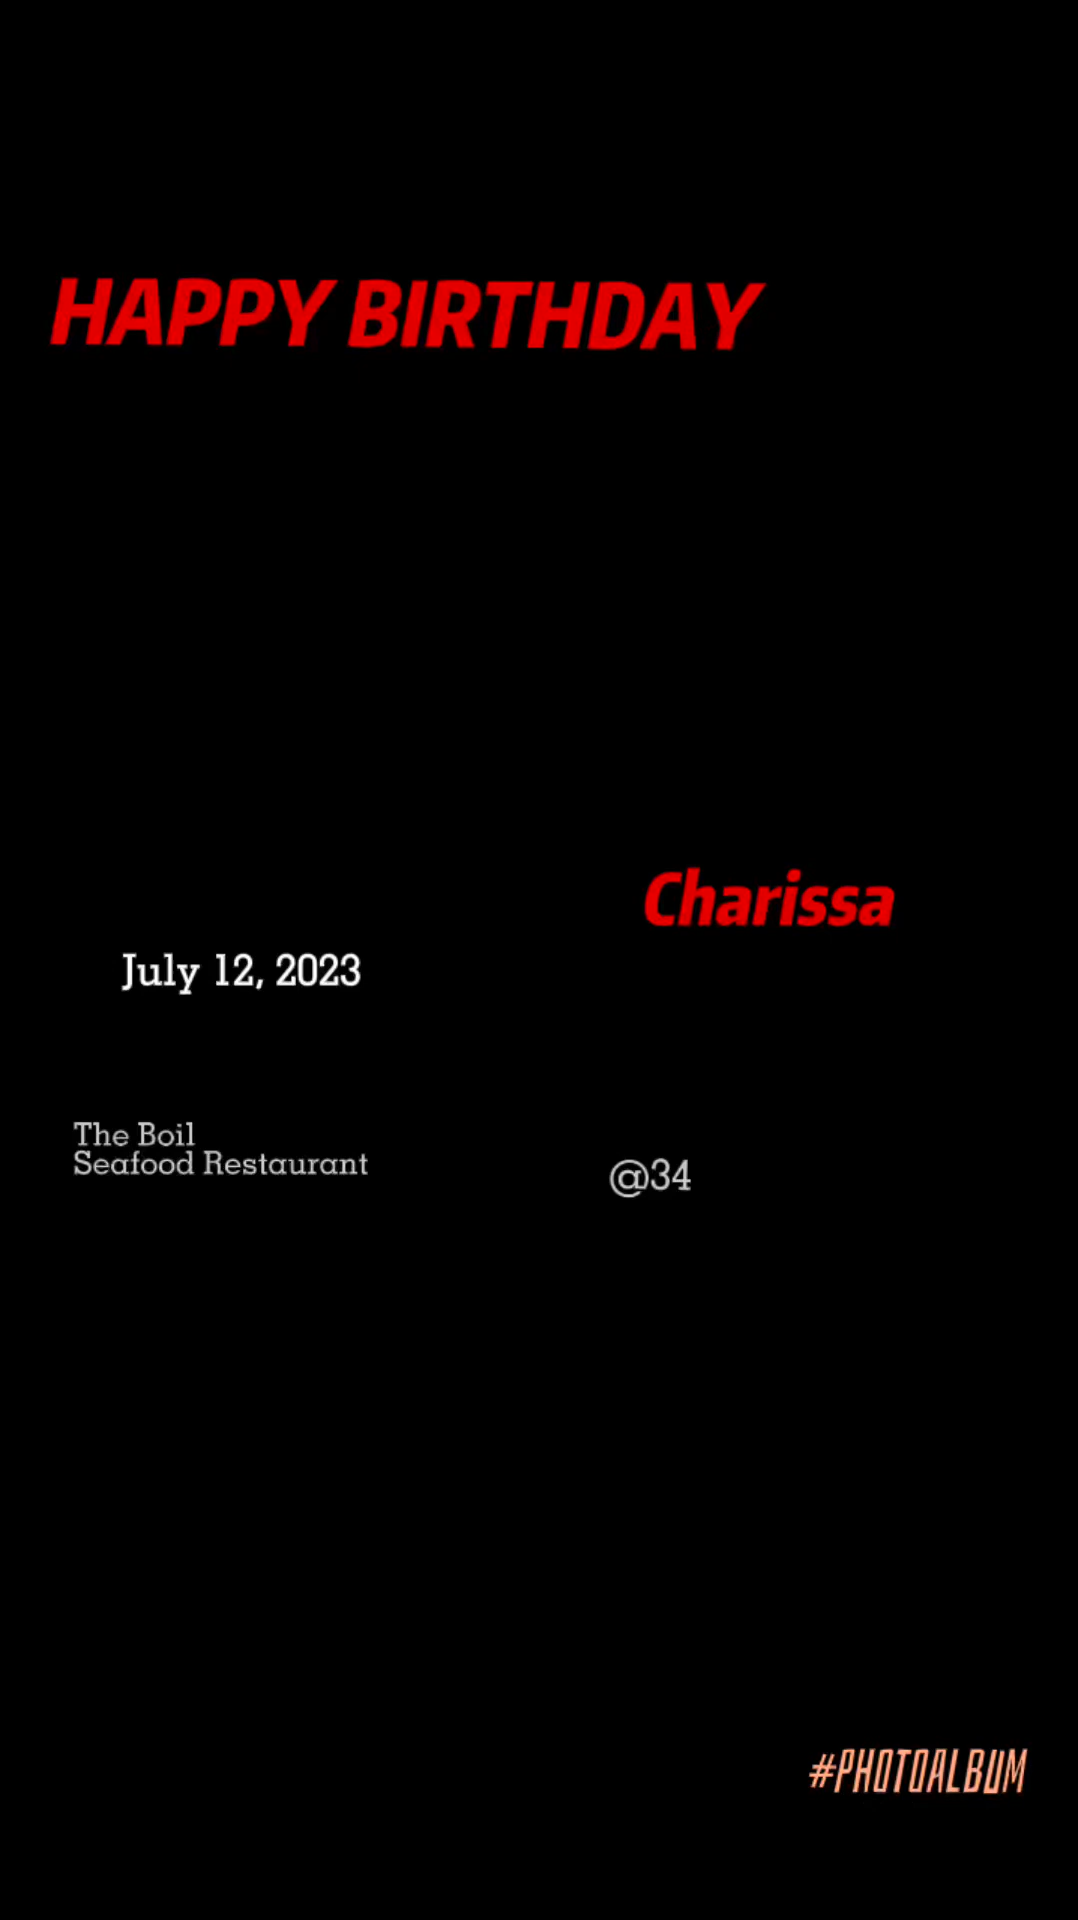 HAPPY BIRTHDAY
Charissa
July 12, 2023
The Boil
Seafood Restaurant
@34
#PHOTOALBUM